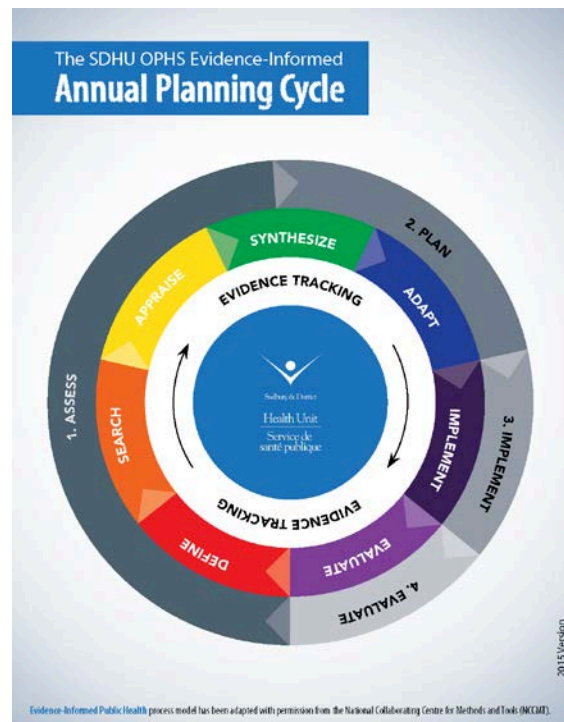 The SDHU OPHS Evidence-Informed
Annual Planning Cycle
1. ASSESS
2. PLAN
3. IMPLEMENT
4. EVALUATE
DEFINE
SEARCH
APPRAISE
SYNTHESIZE
ADAPT
IMPLEMENT
EVALUATE
EVIDENCE TRACKING
EVIDENCE TRACKING
Sudbury & District
Health Unit
Service de
santé publique
2015 Version
Evidence-Informed Public Health process model has been adapted with permission from the National Collaborating Centre for Methods and Tools (NCCMT).